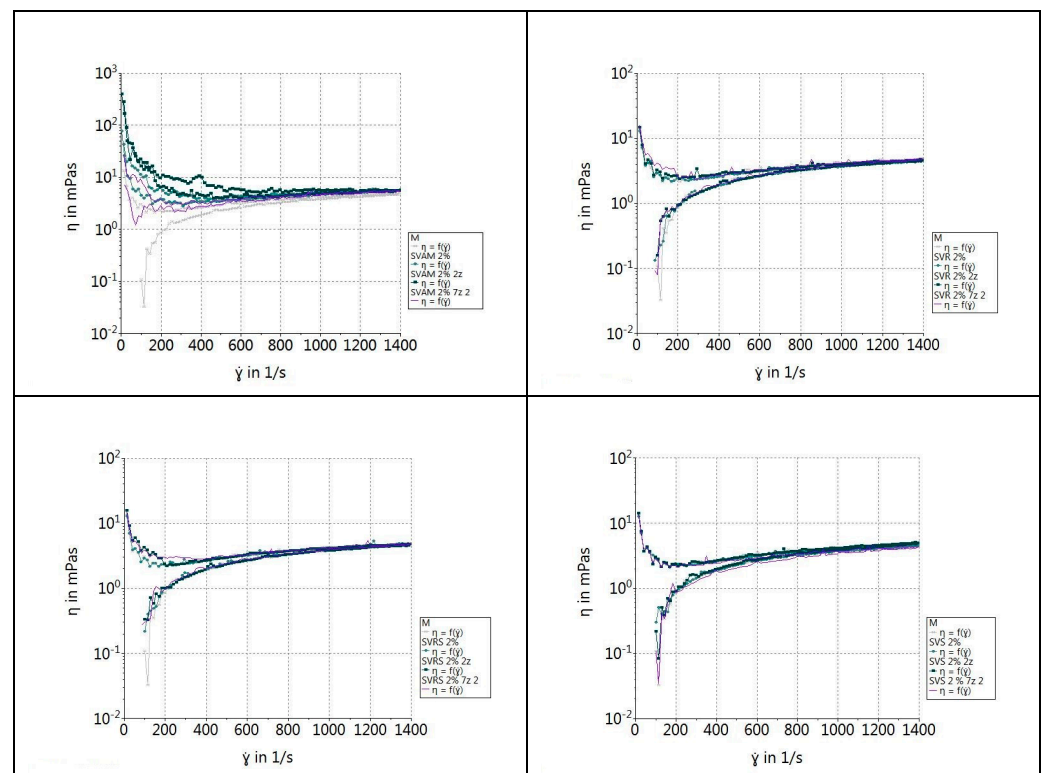 10³
10²
10¹
10⁰
10⁻¹
10⁻²
η in mPas
0 200 400 600 800 1000 1200 1400
γ̇ in 1/s
M
η = f(γ̇)
SVAM 2%
η = f(γ̇)
SVAM 2% 2z
η = f(γ̇)
SVAM 2% 7z 2
η = f(γ̇)
10²
10¹
10⁰
10⁻¹
10⁻²
η in mPas
0 200 400 600 800 1000 1200 1400
γ̇ in 1/s
M
η = f(γ̇)
SVR 2%
η = f(γ̇)
SVR 2% 2z
η = f(γ̇)
SVR 2% 7z 2
η = f(γ̇)
10²
10¹
10⁰
10⁻¹
10⁻²
η in mPas
0 200 400 600 800 1000 1200 1400
γ̇ in 1/s
M
η = f(γ̇)
SVRS 2%
η = f(γ̇)
SVRS 2% 2z
η = f(γ̇)
SVRS 2% 7z 2
η = f(γ̇)
10²
10¹
10⁰
10⁻¹
10⁻²
η in mPas
0 200 400 600 800 1000 1200 1400
γ̇ in 1/s
M
η = f(γ̇)
SVS 2%
η = f(γ̇)
SVS 2% 2z
η = f(γ̇)
SVS 2 % 7z 2
η = f(γ̇)